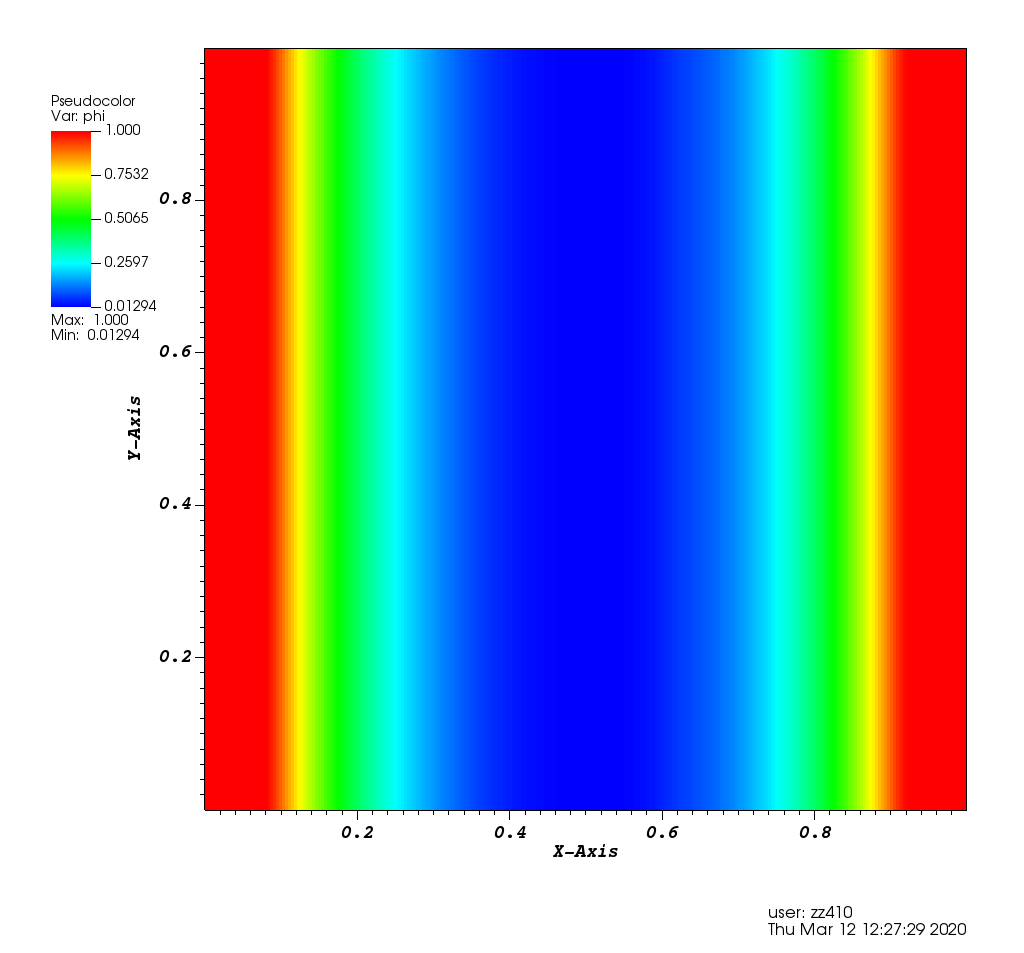 Pseudocolor
Var: phi
1.000
0.7532
0.5065
0.2597
0.01294
Max: 1.000
Min: 0.01294
0.8
0.6
0.4
0.2
Y-Axis
0.2 0.4 0.6 0.8
X-Axis
user: zz410
Thu Mar 12 12:27:29 2020